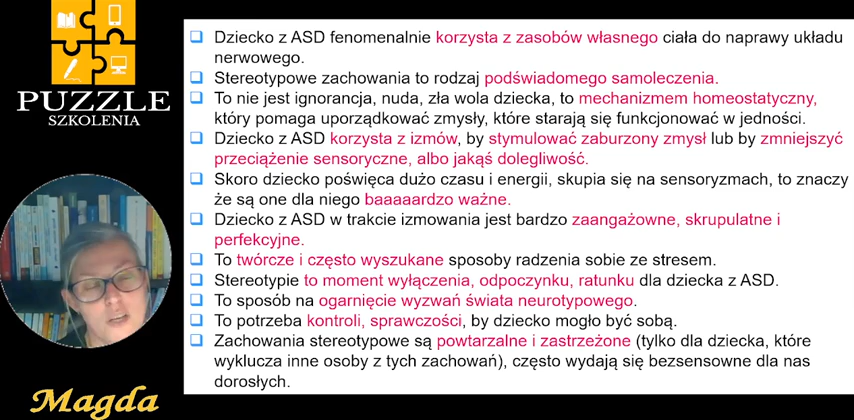 PUZZLE
SZKOLENIA
Dziecko z ASD fenomenalnie korzysta z zasobów własnego ciała do naprawy układu
nerwowego.
Stereotypowe zachowania to rodzaj podświadomego samoleczenia.
To nie jest ignorancja, nuda, zła wola dziecka, to mechanizmem homeostatyczny,
który pomaga uporządkować zmysły, które starają się funkcjonować w jedności.
Dziecko z ASD korzysta z izmów, by stymulować zaburzony zmysł lub by zmniejszyć
przeciążenie sensoryczne, albo jakąś dolegliwość.
Skoro dziecko poświęca dużo czasu i energii, skupia się na sensoryzmach, to znaczy
że są one dla niego baaaaardzo ważne.
Dziecko z ASD w trakcie izmowania jest bardzo zaangażowne, skrupulatne i
perfekcyjne.
To twórcze i często wyszukane sposoby radzenia sobie ze stresem.
Stereotypie to moment wyłączenia, odpoczynku, ratunku dla dziecka z ASD.
To sposób na ogarnięcie wyzwań świata neurotypowego.
To potrzeba kontroli, sprawczości, by dziecko mogło być sobą.
Zachowania stereotypowe są powtarzalne i zastrzeżone (tylko dla dziecka, które
wyklucza inne osoby z tych zachowań), często wydają się bezsensowne dla nas
dorosłych.
Magda